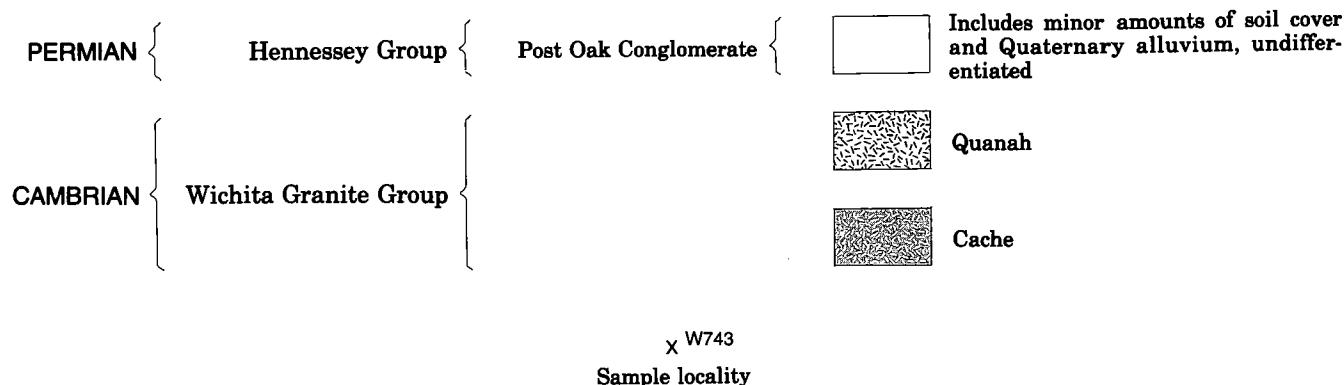 PERMIAN
Hennessey Group
Post Oak Conglomerate
Includes minor amounts of soil cover
and Quaternary alluvium, undiffer-
entiated
Quanah
CAMBRIAN
Wichita Granite Group
Cache
X W743
Sample locality